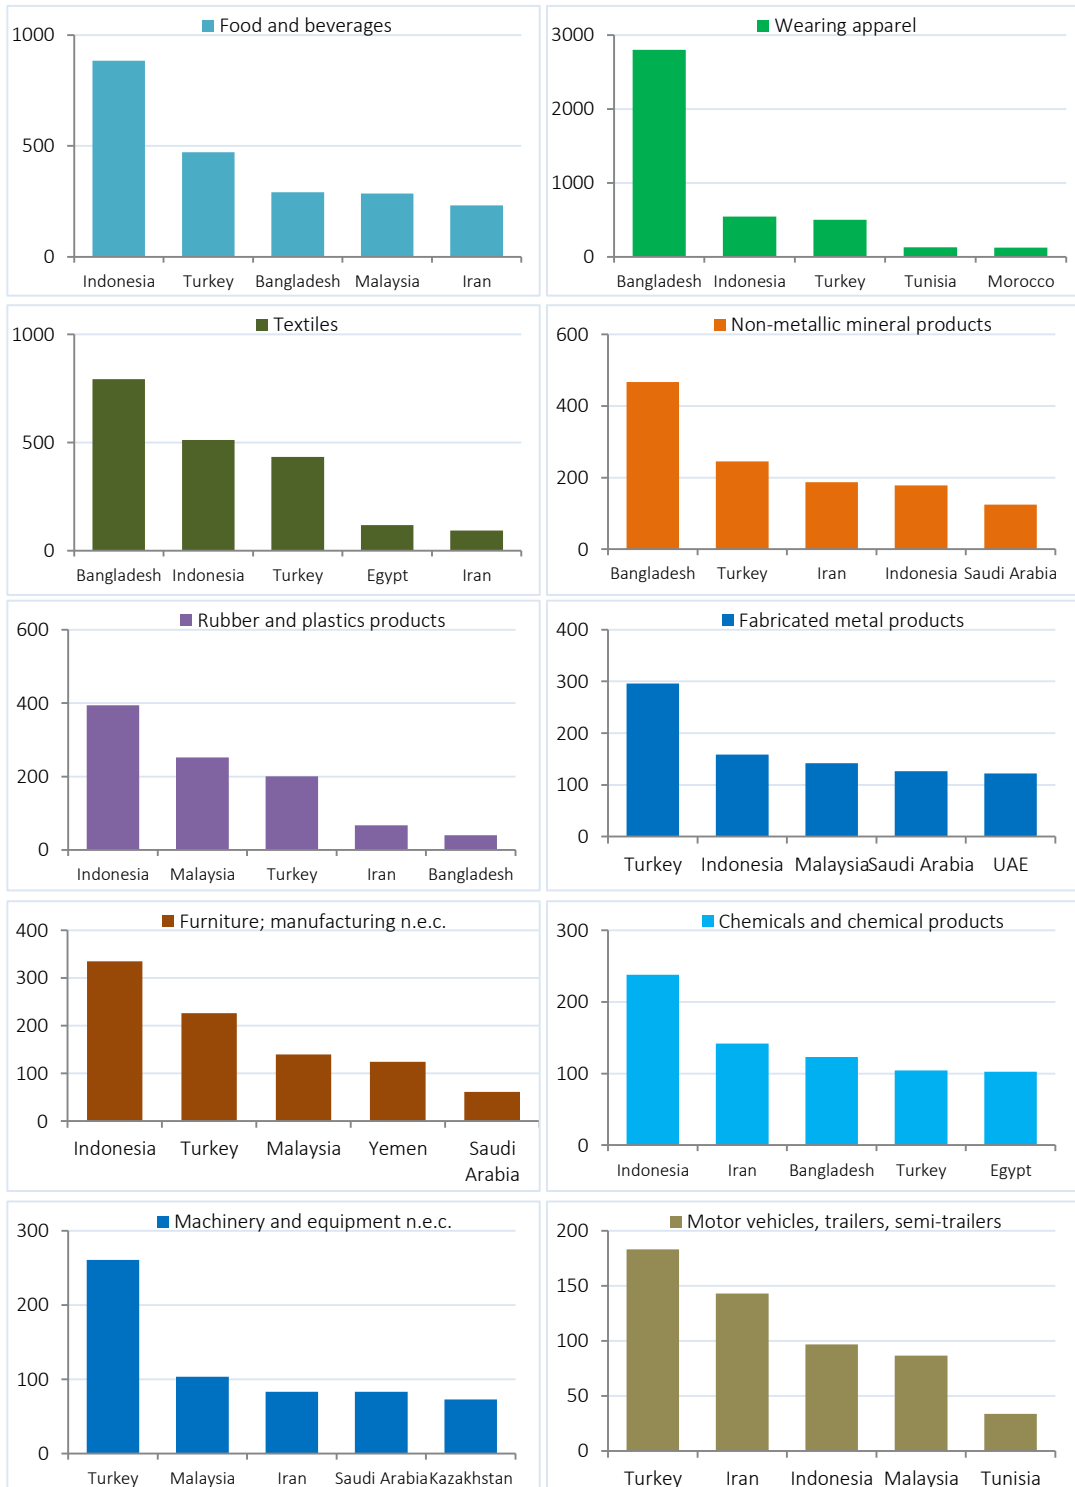 Food and beverages
1000
500
0
Indonesia Turkey Bangladesh Malaysia Iran
Wearing apparel
3000
2000
1000
0
Bangladesh Indonesia Turkey Tunisia Morocco
Textiles
1000
500
0
Bangladesh Indonesia Turkey Egypt Iran
Non-metallic mineral products
600
400
200
0
Bangladesh Turkey Iran Indonesia Saudi Arabia
Rubber and plastics products
600
400
200
0
Indonesia Malaysia Turkey Iran Bangladesh
Fabricated metal products
400
300
200
100
0
Turkey Indonesia Malaysia Saudi Arabia UAE
Furniture; manufacturing n.e.c.
400
300
200
100
0
Indonesia Turkey Malaysia Yemen Saudi
Arabia
Chemicals and chemical products
300
200
100
0
Indonesia Iran Bangladesh Turkey Egypt
Machinery and equipment n.e.c.
300
200
100
0
Turkey Malaysia Iran Saudi Arabia Kazakhstan
Motor vehicles, trailers, semi-trailers
200
150
100
50
0
Turkey Iran Indonesia Malaysia Tunisia